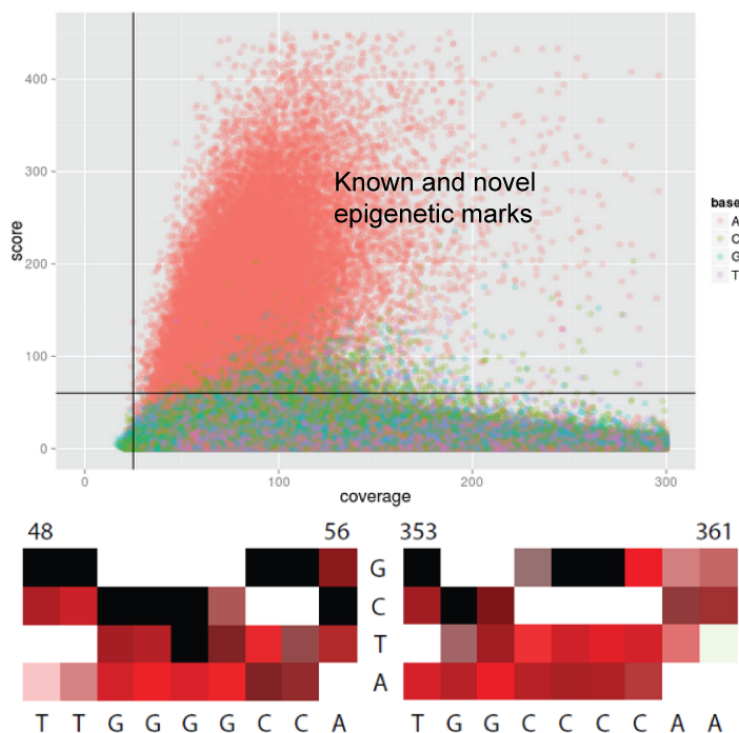 400
300
200
100
0
score
Known and novel
epigenetic marks
base
A
C
G
T
0 100 200 300
coverage
48 56 353 361
G
C
T
A
T T G G G G C C A T G G C C C C A A